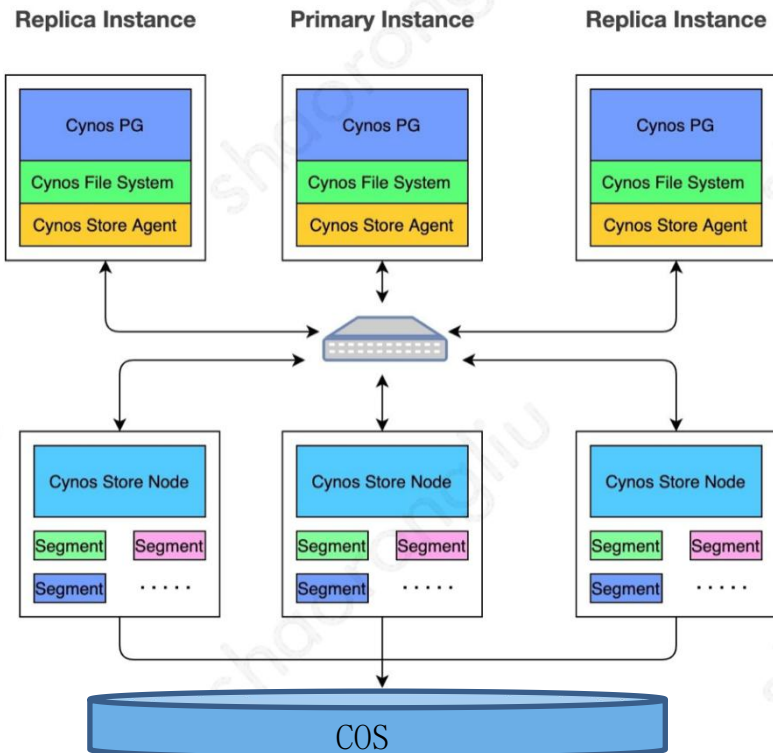 Replica Instance
Primary Instance
Replica Instance
Cynos PG
Cynos File System
Cynos Store Agent
Cynos PG
Cynos File System
Cynos Store Agent
Cynos PG
Cynos File System
Cynos Store Agent
Cynos Store Node
Segment
Segment
Segment
·····
Cynos Store Node
Segment
Segment
Segment
·····
Cynos Store Node
Segment
Segment
Segment
·····
COS
shaorongliu